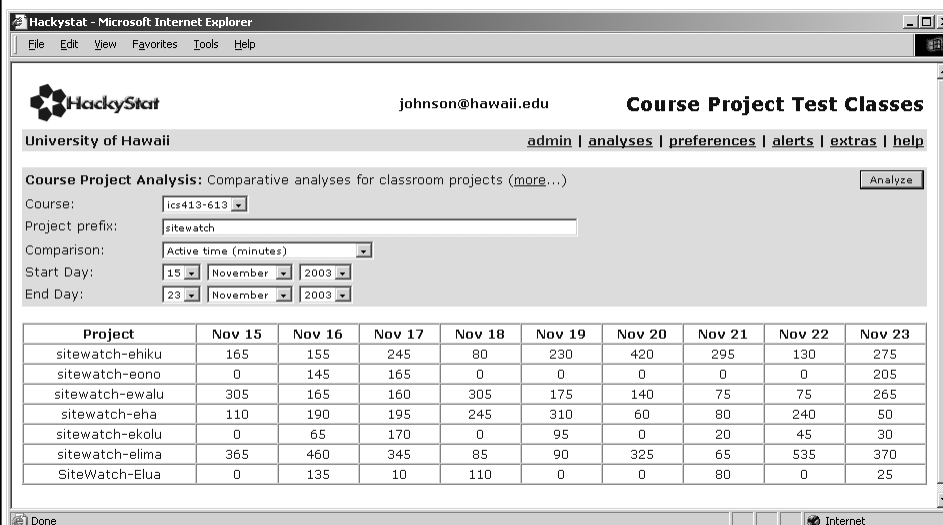 Hackystat - Microsoft Internet Explorer
File Edit View Favorites Tools Help
HackyStat johnson@hawaii.edu Course Project Test Classes
University of Hawaii admin | analyses | preferences | alerts | extras | help
Course Project Analysis: Comparative analyses for classroom projects (more...) Analyze
Course: ics413-613
Project prefix: sitewatch
Comparison: Active time (minutes)
Start Day: 15 November 2003
End Day: 23 November 2003
Project Nov 15 Nov 16 Nov 17 Nov 18 Nov 19 Nov 20 Nov 21 Nov 22 Nov 23
sitewatch-ehiku 165 155 245 80 230 420 295 130 275
sitewatch-eono 0 145 165 0 0 0 0 0 205
sitewatch-ewalu 305 165 160 305 175 140 75 75 265
sitewatch-eha 110 190 195 245 310 60 80 240 50
sitewatch-ekolu 0 65 170 0 95 0 20 45 30
sitewatch-elima 365 460 345 85 90 325 65 535 370
SiteWatch-Elua 0 135 10 110 0 0 80 0 25
Done Internet